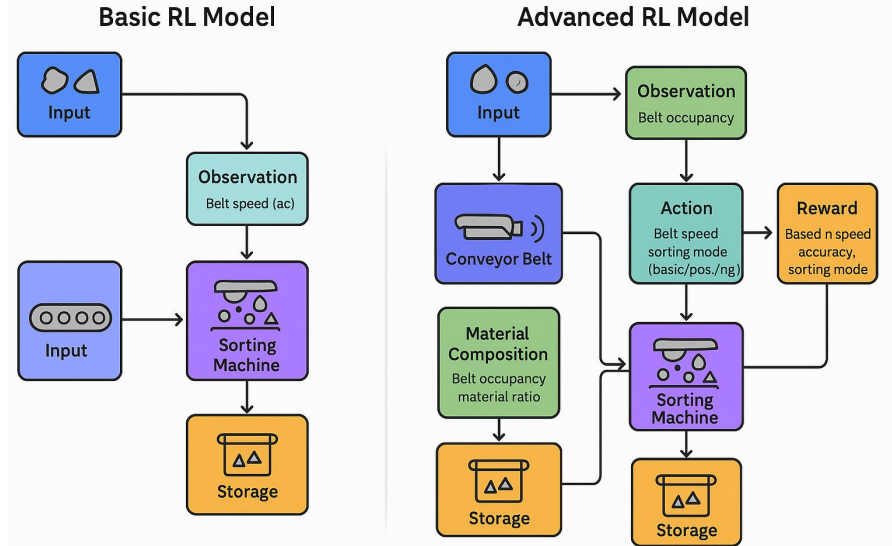 Basic RL Model
Input
Observation
Belt speed (ac)
Input
Sorting
Machine
Storage
Advanced RL Model
Input
Observation
Belt occupancy
Conveyor Belt
Action
Belt speed
sorting mode
(basic/pos./ng)
Reward
Based n speed
accuracy,
sorting mode
Material
Composition
Belt occupancy
material ratio
Sorting
Machine
Storage
Storage